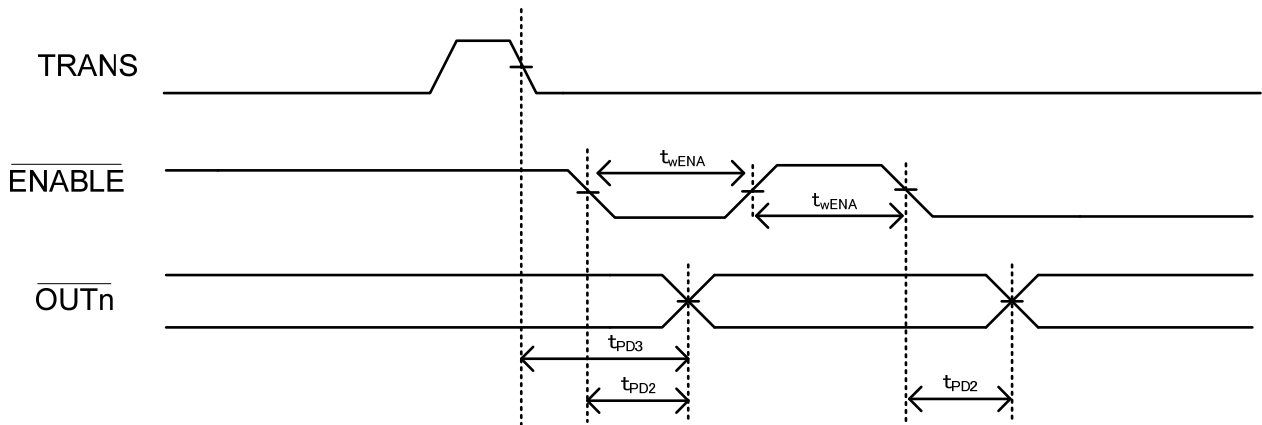 TRANS
ENABLE
t_wENA
t_wENA
OUTn
t_PD3
t_PD2
t_PD2